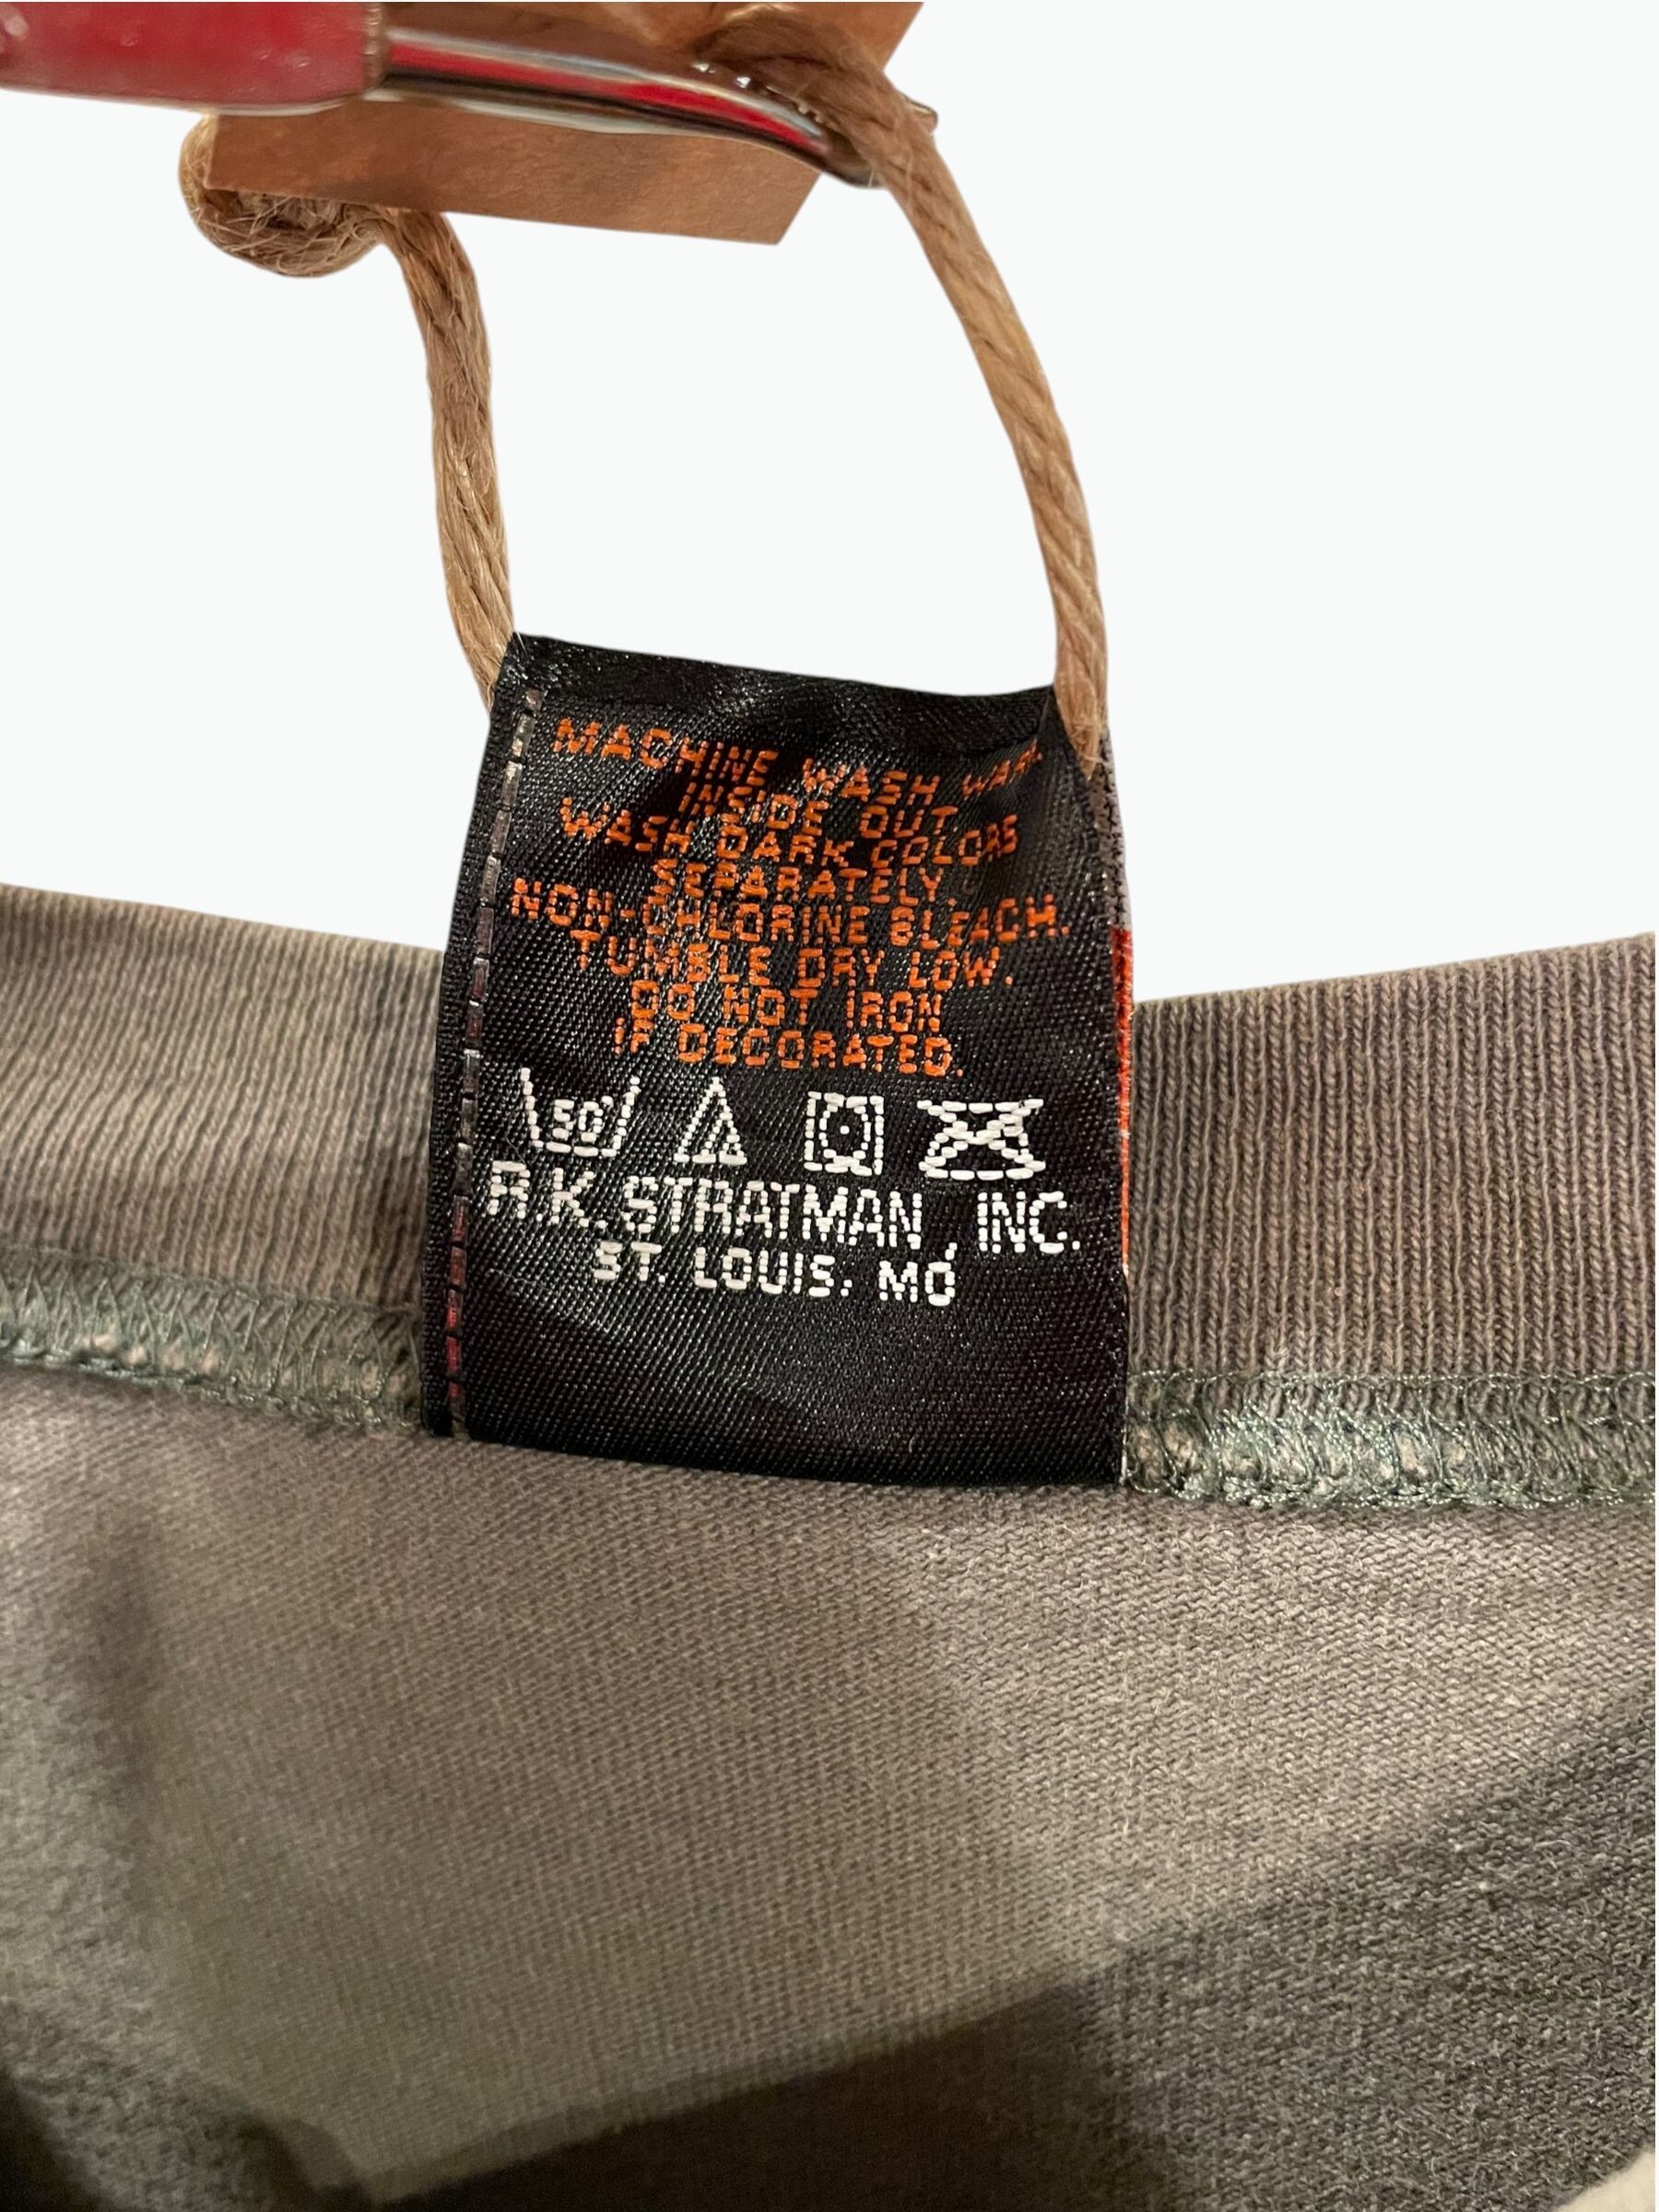 MACHINE WASH, WARM.
INSIDE OUT.
WASH DARK COLORS
SEPARATELY.
NON-CHLORINE BLEACH.
TUMBLE DRY LOW.
DO NOT IRON
IF DECORATED.
50°
R.K. STRATMAN, INC.
ST. LOUIS. MO